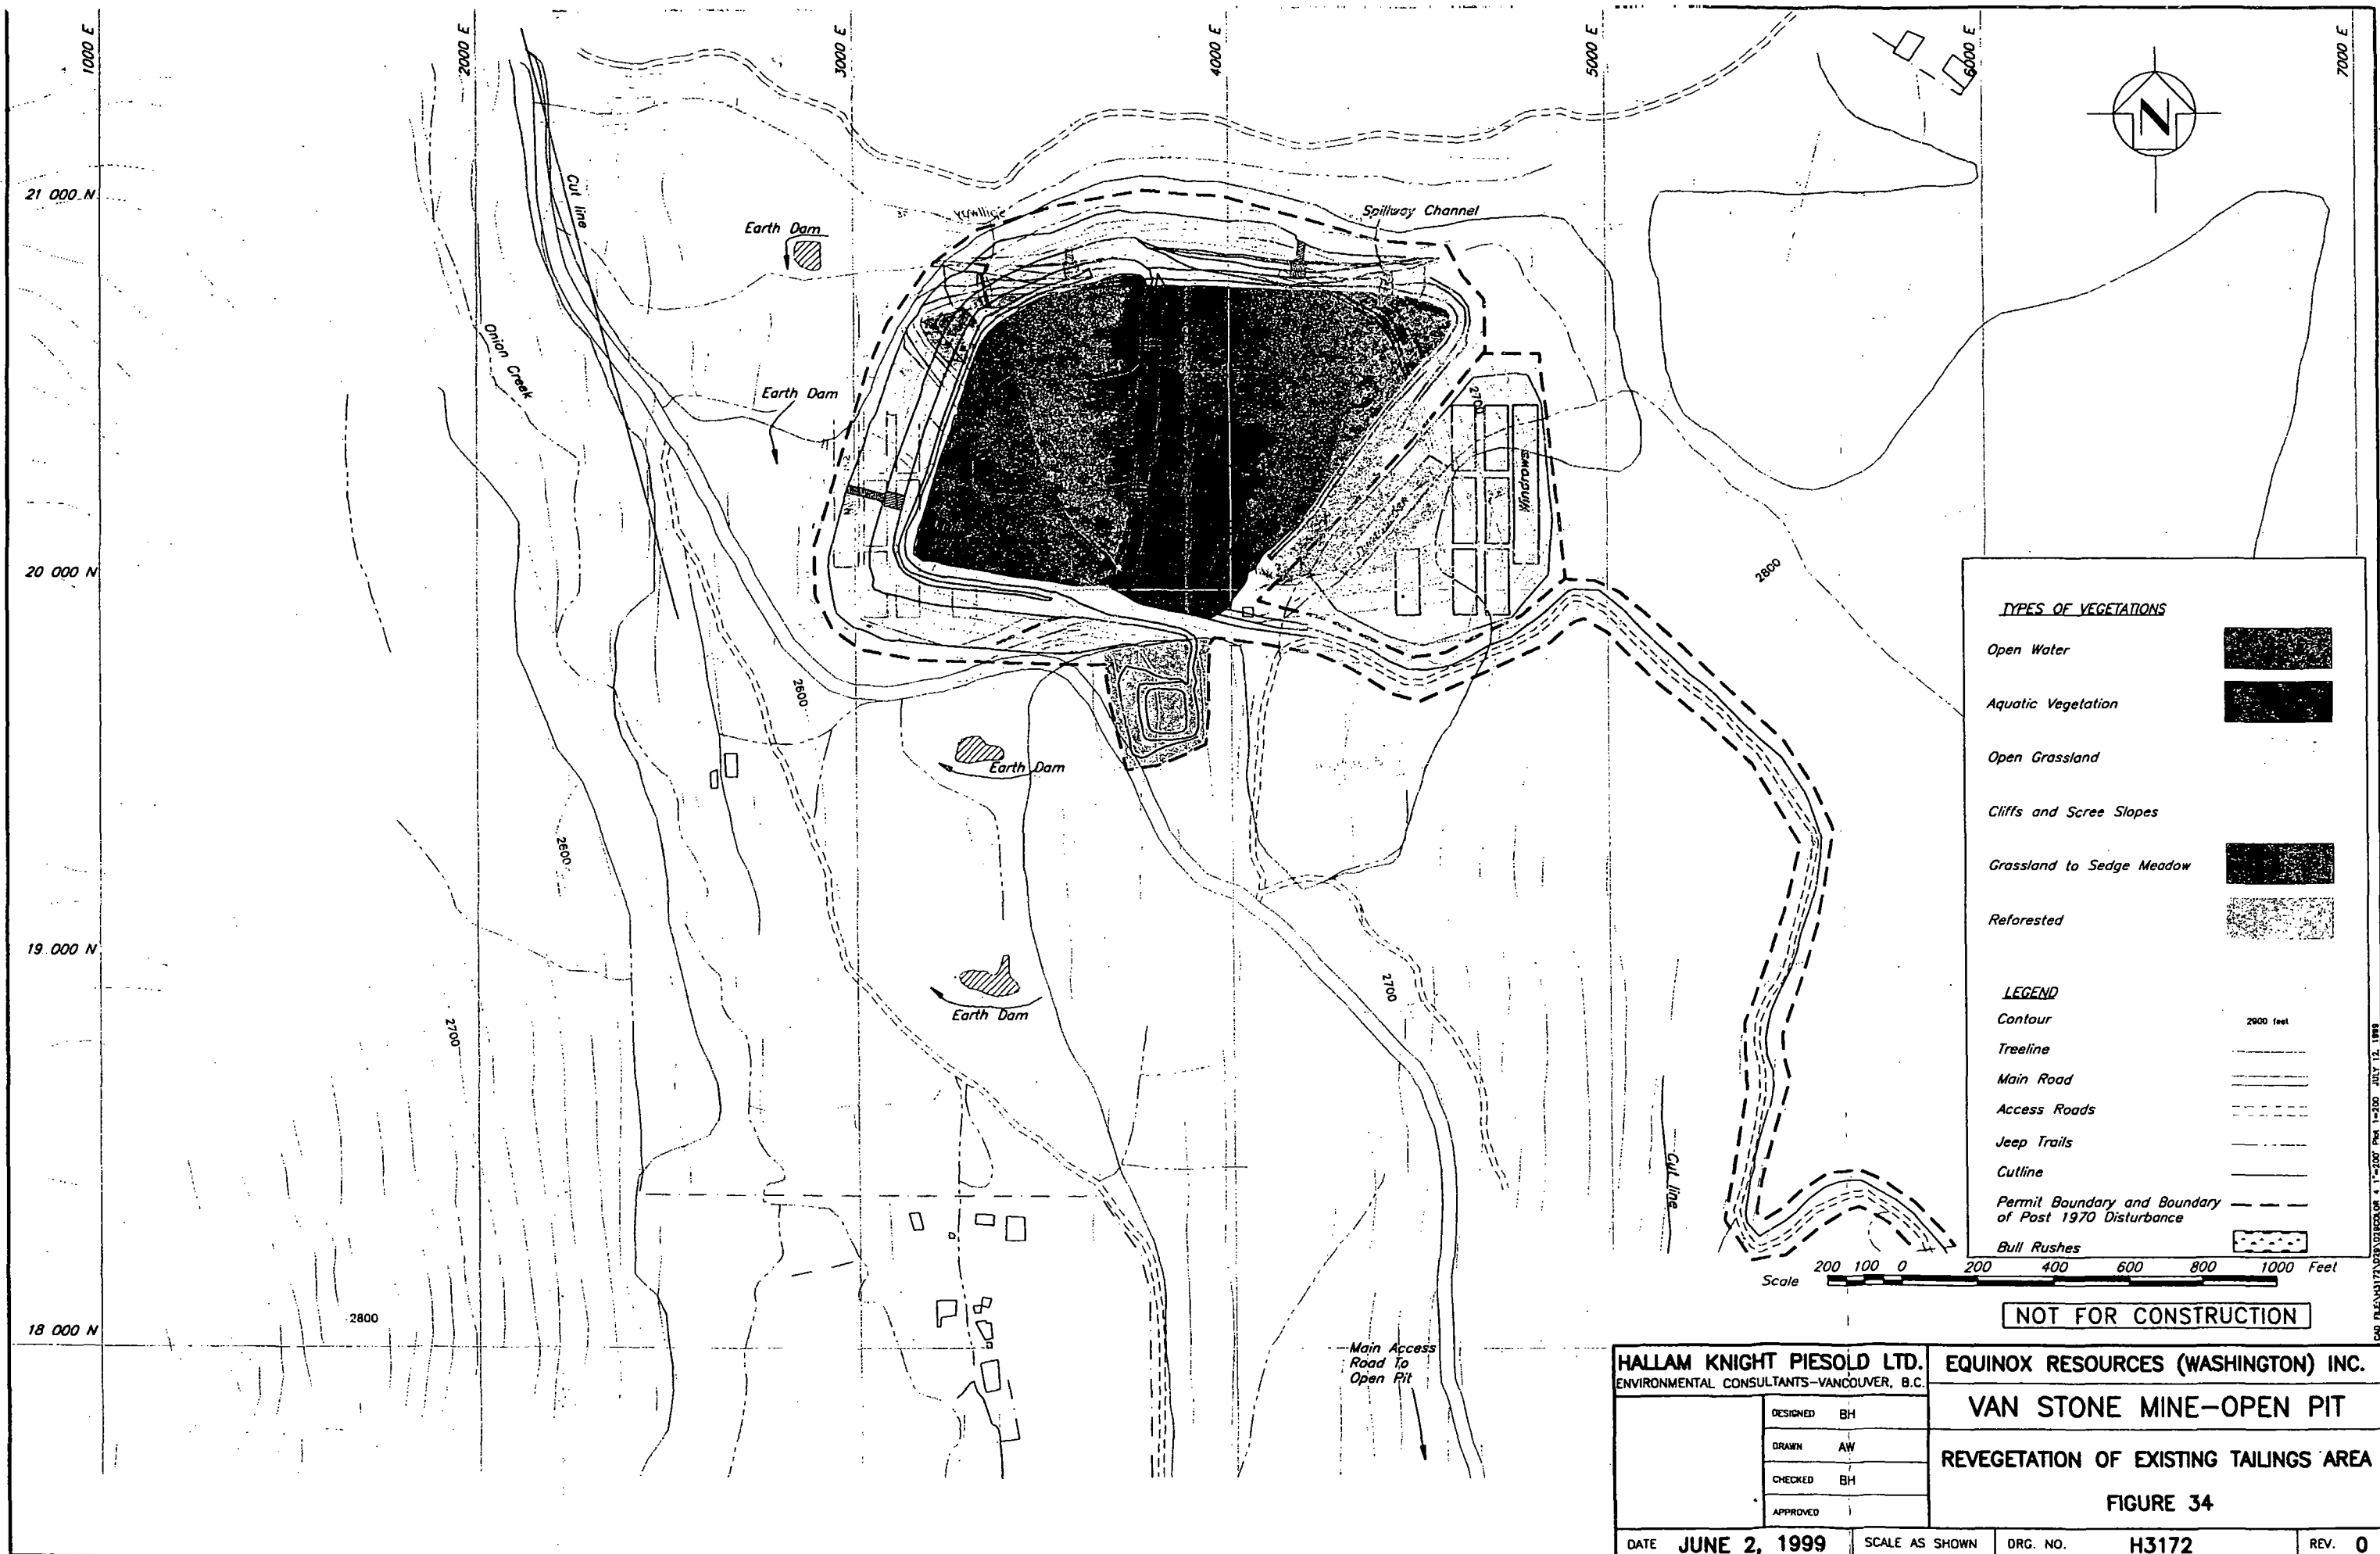 1000 E
2000 E
3000 E
4000 E
5000 E
6000 E
7000 E
N
21 000 N
20 000 N
19 000 N
18 000 N
Cut line
Onion Creek
Earth Dam
Spillway Channel
Earth Dam
2700
Windrows
2800
2600
Earth Dam
2600
Earth Dam
2700
2700
2800
Cut line
Main Access
Road To
Open Pit
TYPES OF VEGETATIONS
Open Water
Aquatic Vegetation
Open Grassland
Cliffs and Scree Slopes
Grassland to Sedge Meadow
Reforested
LEGEND
Contour
2900 feet
Treeline
Main Road
Access Roads
Jeep Trails
Cutline
Permit Boundary and Boundary
of Post 1970 Disturbance
Bull Rushes
Scale 200 100 0 200 400 600 800 1000 Feet
NOT FOR CONSTRUCTION
HALLAM KNIGHT PIESOLD LTD.
ENVIRONMENTAL CONSULTANTS-VANCOUVER, B.C.
EQUINOX RESOURCES (WASHINGTON) INC.
VAN STONE MINE-OPEN PIT
DESIGNED BH
DRAWN AW
CHECKED BH
APPROVED
REVEGETATION OF EXISTING TAILINGS AREA
FIGURE 34
DATE JUNE 2, 1999
SCALE AS SHOWN
DRG. NO. H3172
REV. 0
JULY 12, 1999